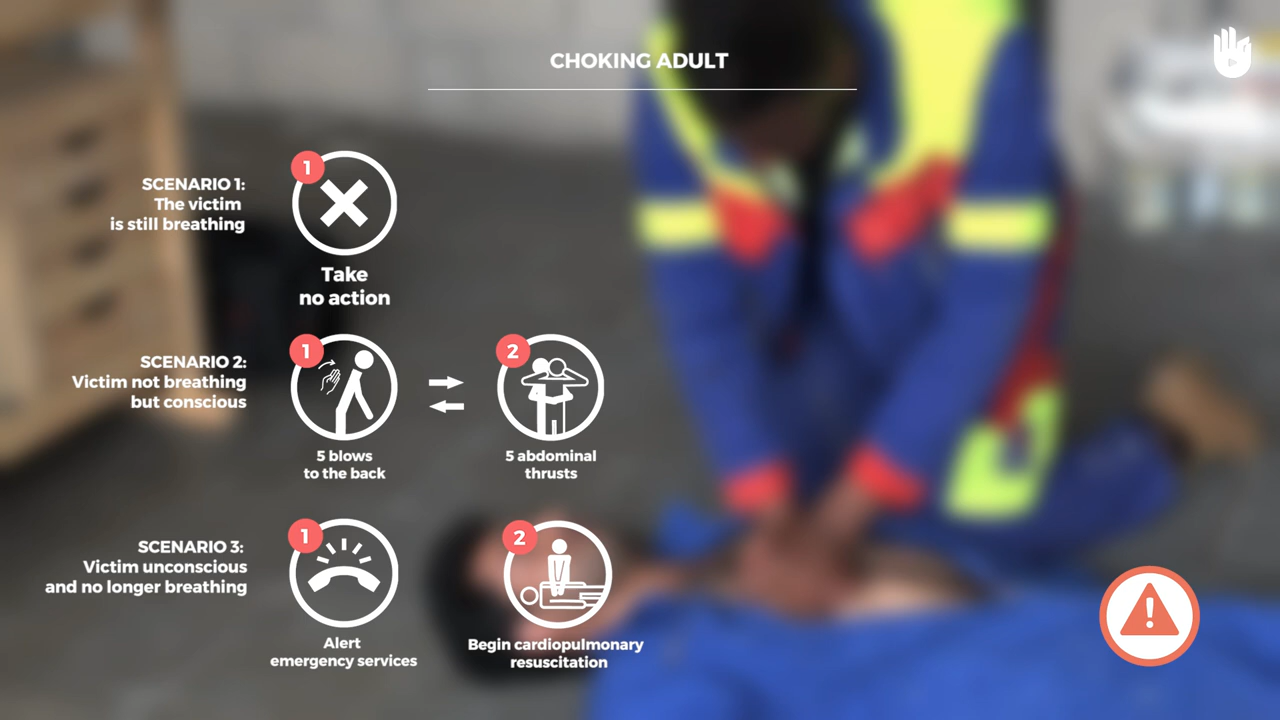 CHOKING ADULT
SCENARIO 1:
The victim
is still breathing
1
Take
no action
SCENARIO 2:
Victim not breathing
but conscious
1
5 blows
to the back
2
5 abdominal
thrusts
SCENARIO 3:
Victim unconscious
and no longer breathing
1
Alert
emergency services
2
Begin cardiopulmonary
resuscitation
!